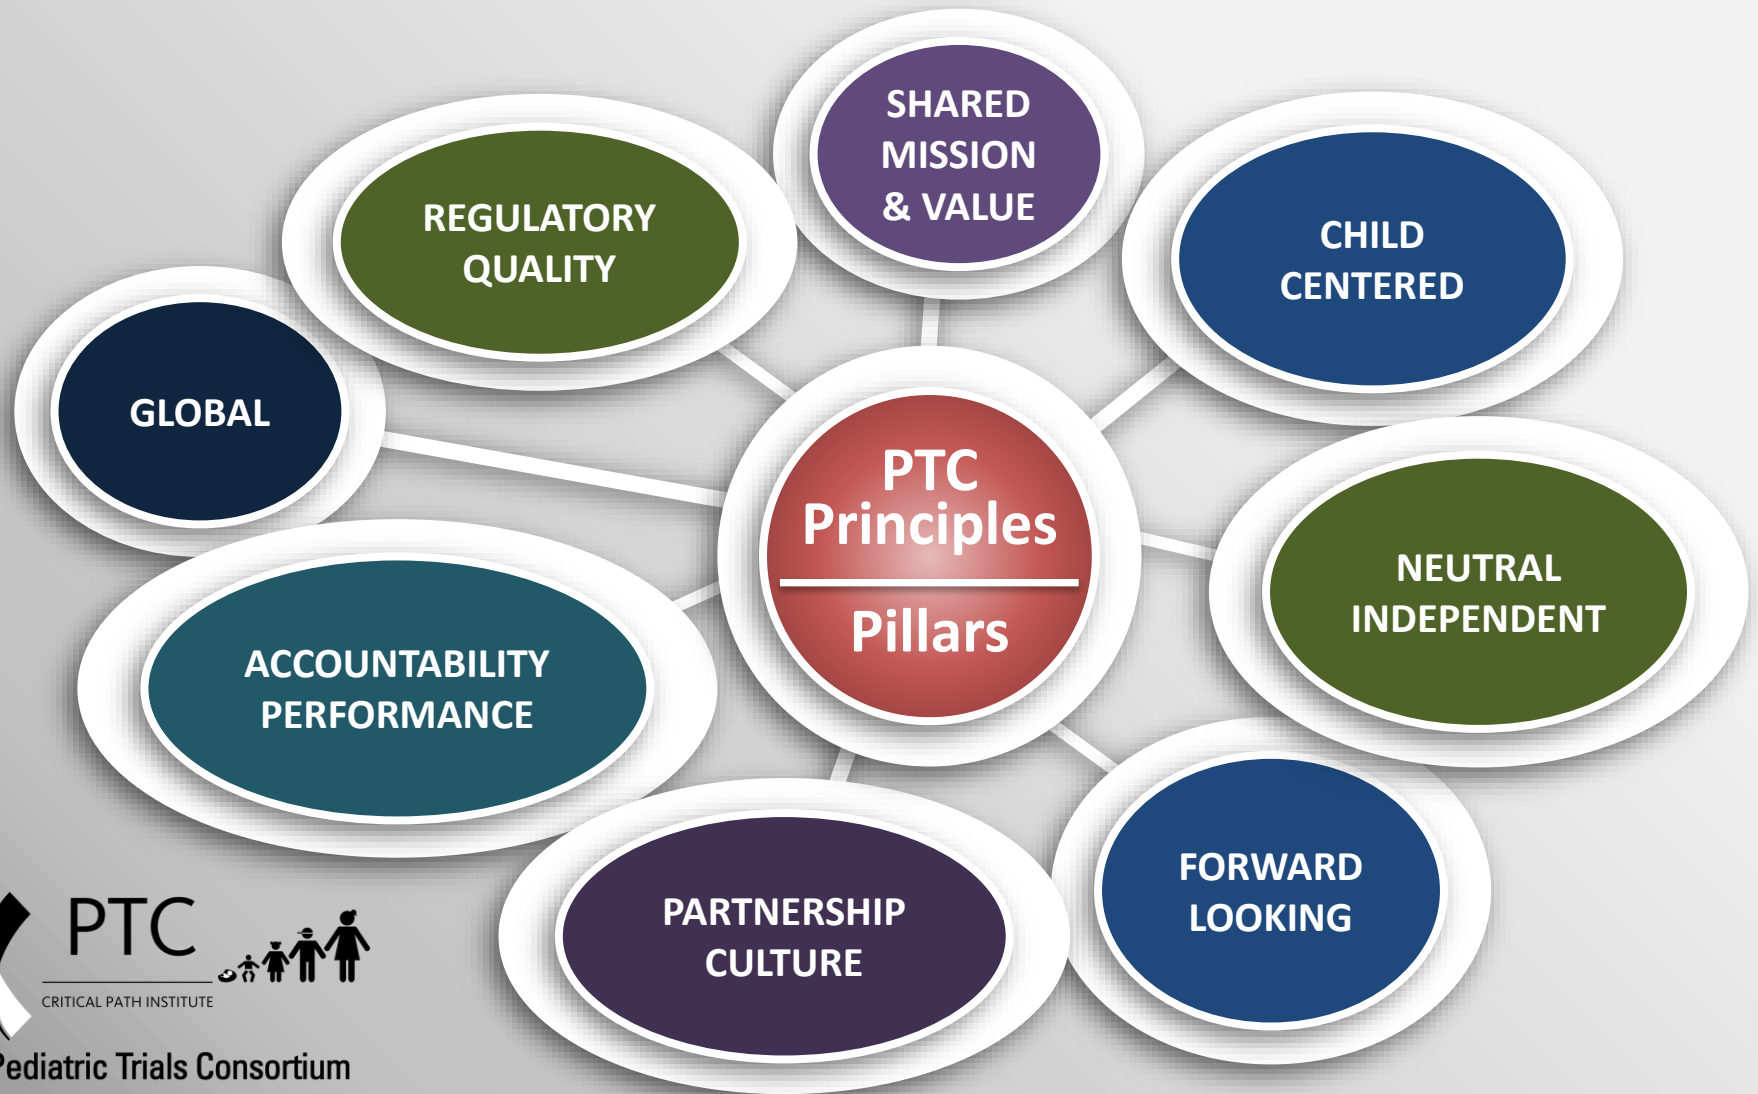 SHARED
MISSION
& VALUE
REGULATORY
QUALITY
CHILD
CENTERED
GLOBAL
PTC
Principles
Pillars
NEUTRAL
INDEPENDENT
ACCOUNTABILITY
PERFORMANCE
FORWARD
LOOKING
PARTNERSHIP
CULTURE
PTC
CRITICAL PATH INSTITUTE
Pediatric Trials Consortium